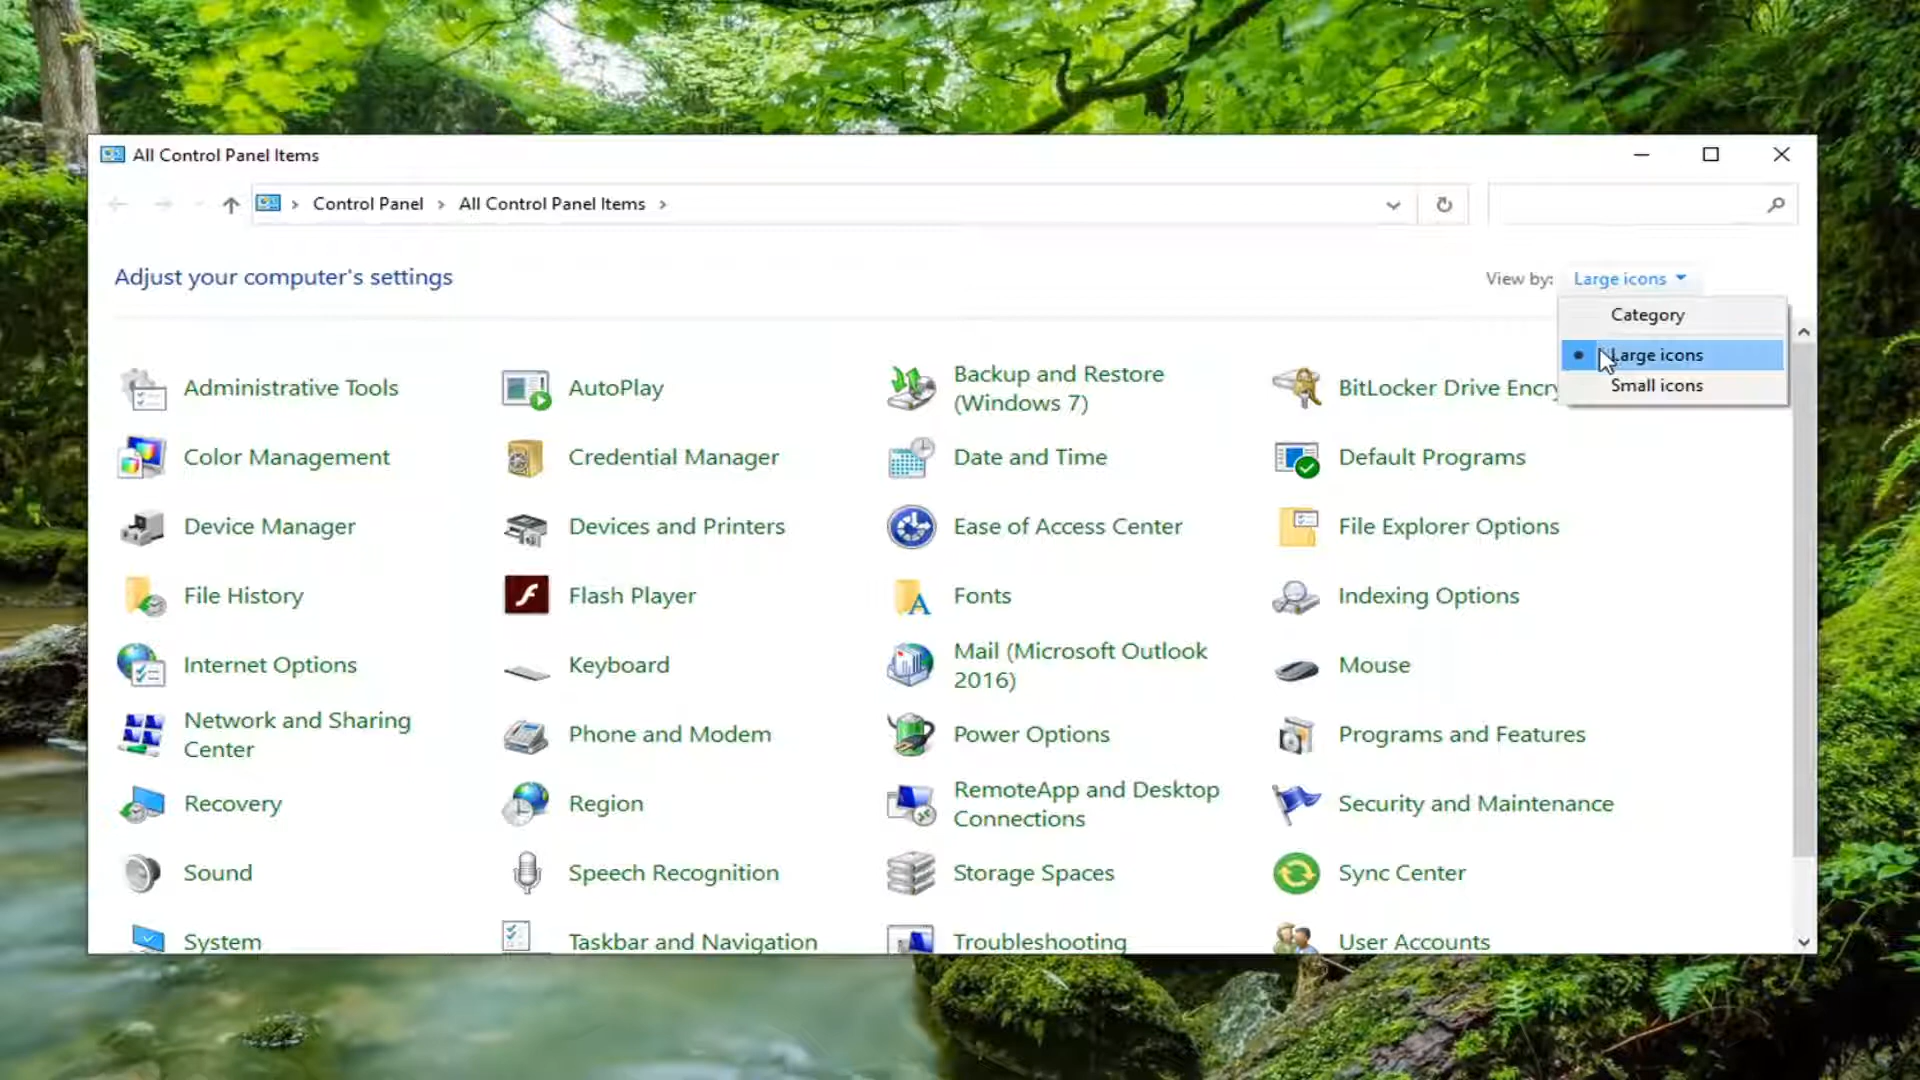 All Control Panel Items
Control Panel
All Control Panel Items
Adjust your computer's settings
View by: Large icons
Category
Large icons
Small icons
Administrative Tools
AutoPlay
Backup and Restore
(Windows 7)
BitLocker Drive Encry
Color Management
Credential Manager
Date and Time
Default Programs
Device Manager
Devices and Printers
Ease of Access Center
File Explorer Options
File History
Flash Player
Fonts
Indexing Options
Internet Options
Keyboard
Mail (Microsoft Outlook
2016)
Mouse
Network and Sharing
Center
Phone and Modem
Power Options
Programs and Features
Recovery
Region
RemoteApp and Desktop
Connections
Security and Maintenance
Sound
Speech Recognition
Storage Spaces
Sync Center
System
Taskbar and Navigation
Troubleshooting
User Accounts